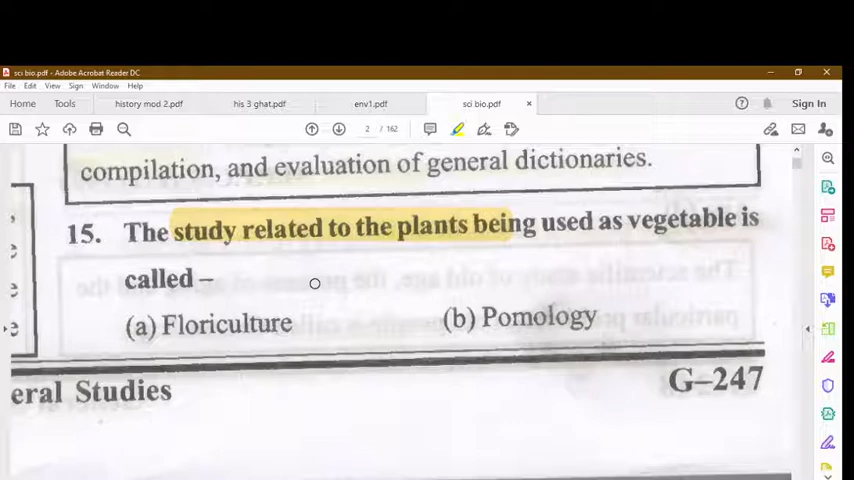 sci bio.pdf - Adobe Acrobat Reader DC
File Edit View Sign Window Help
Home Tools history mod 2.pdf his 3 ghat.pdf env1.pdf sci bio.pdf × Sign In
2 / 162
compilation, and evaluation of general dictionaries.
15. The study related to the plants being used as vegetable is
called –
(a) Floriculture (b) Pomology
eral Studies G–247